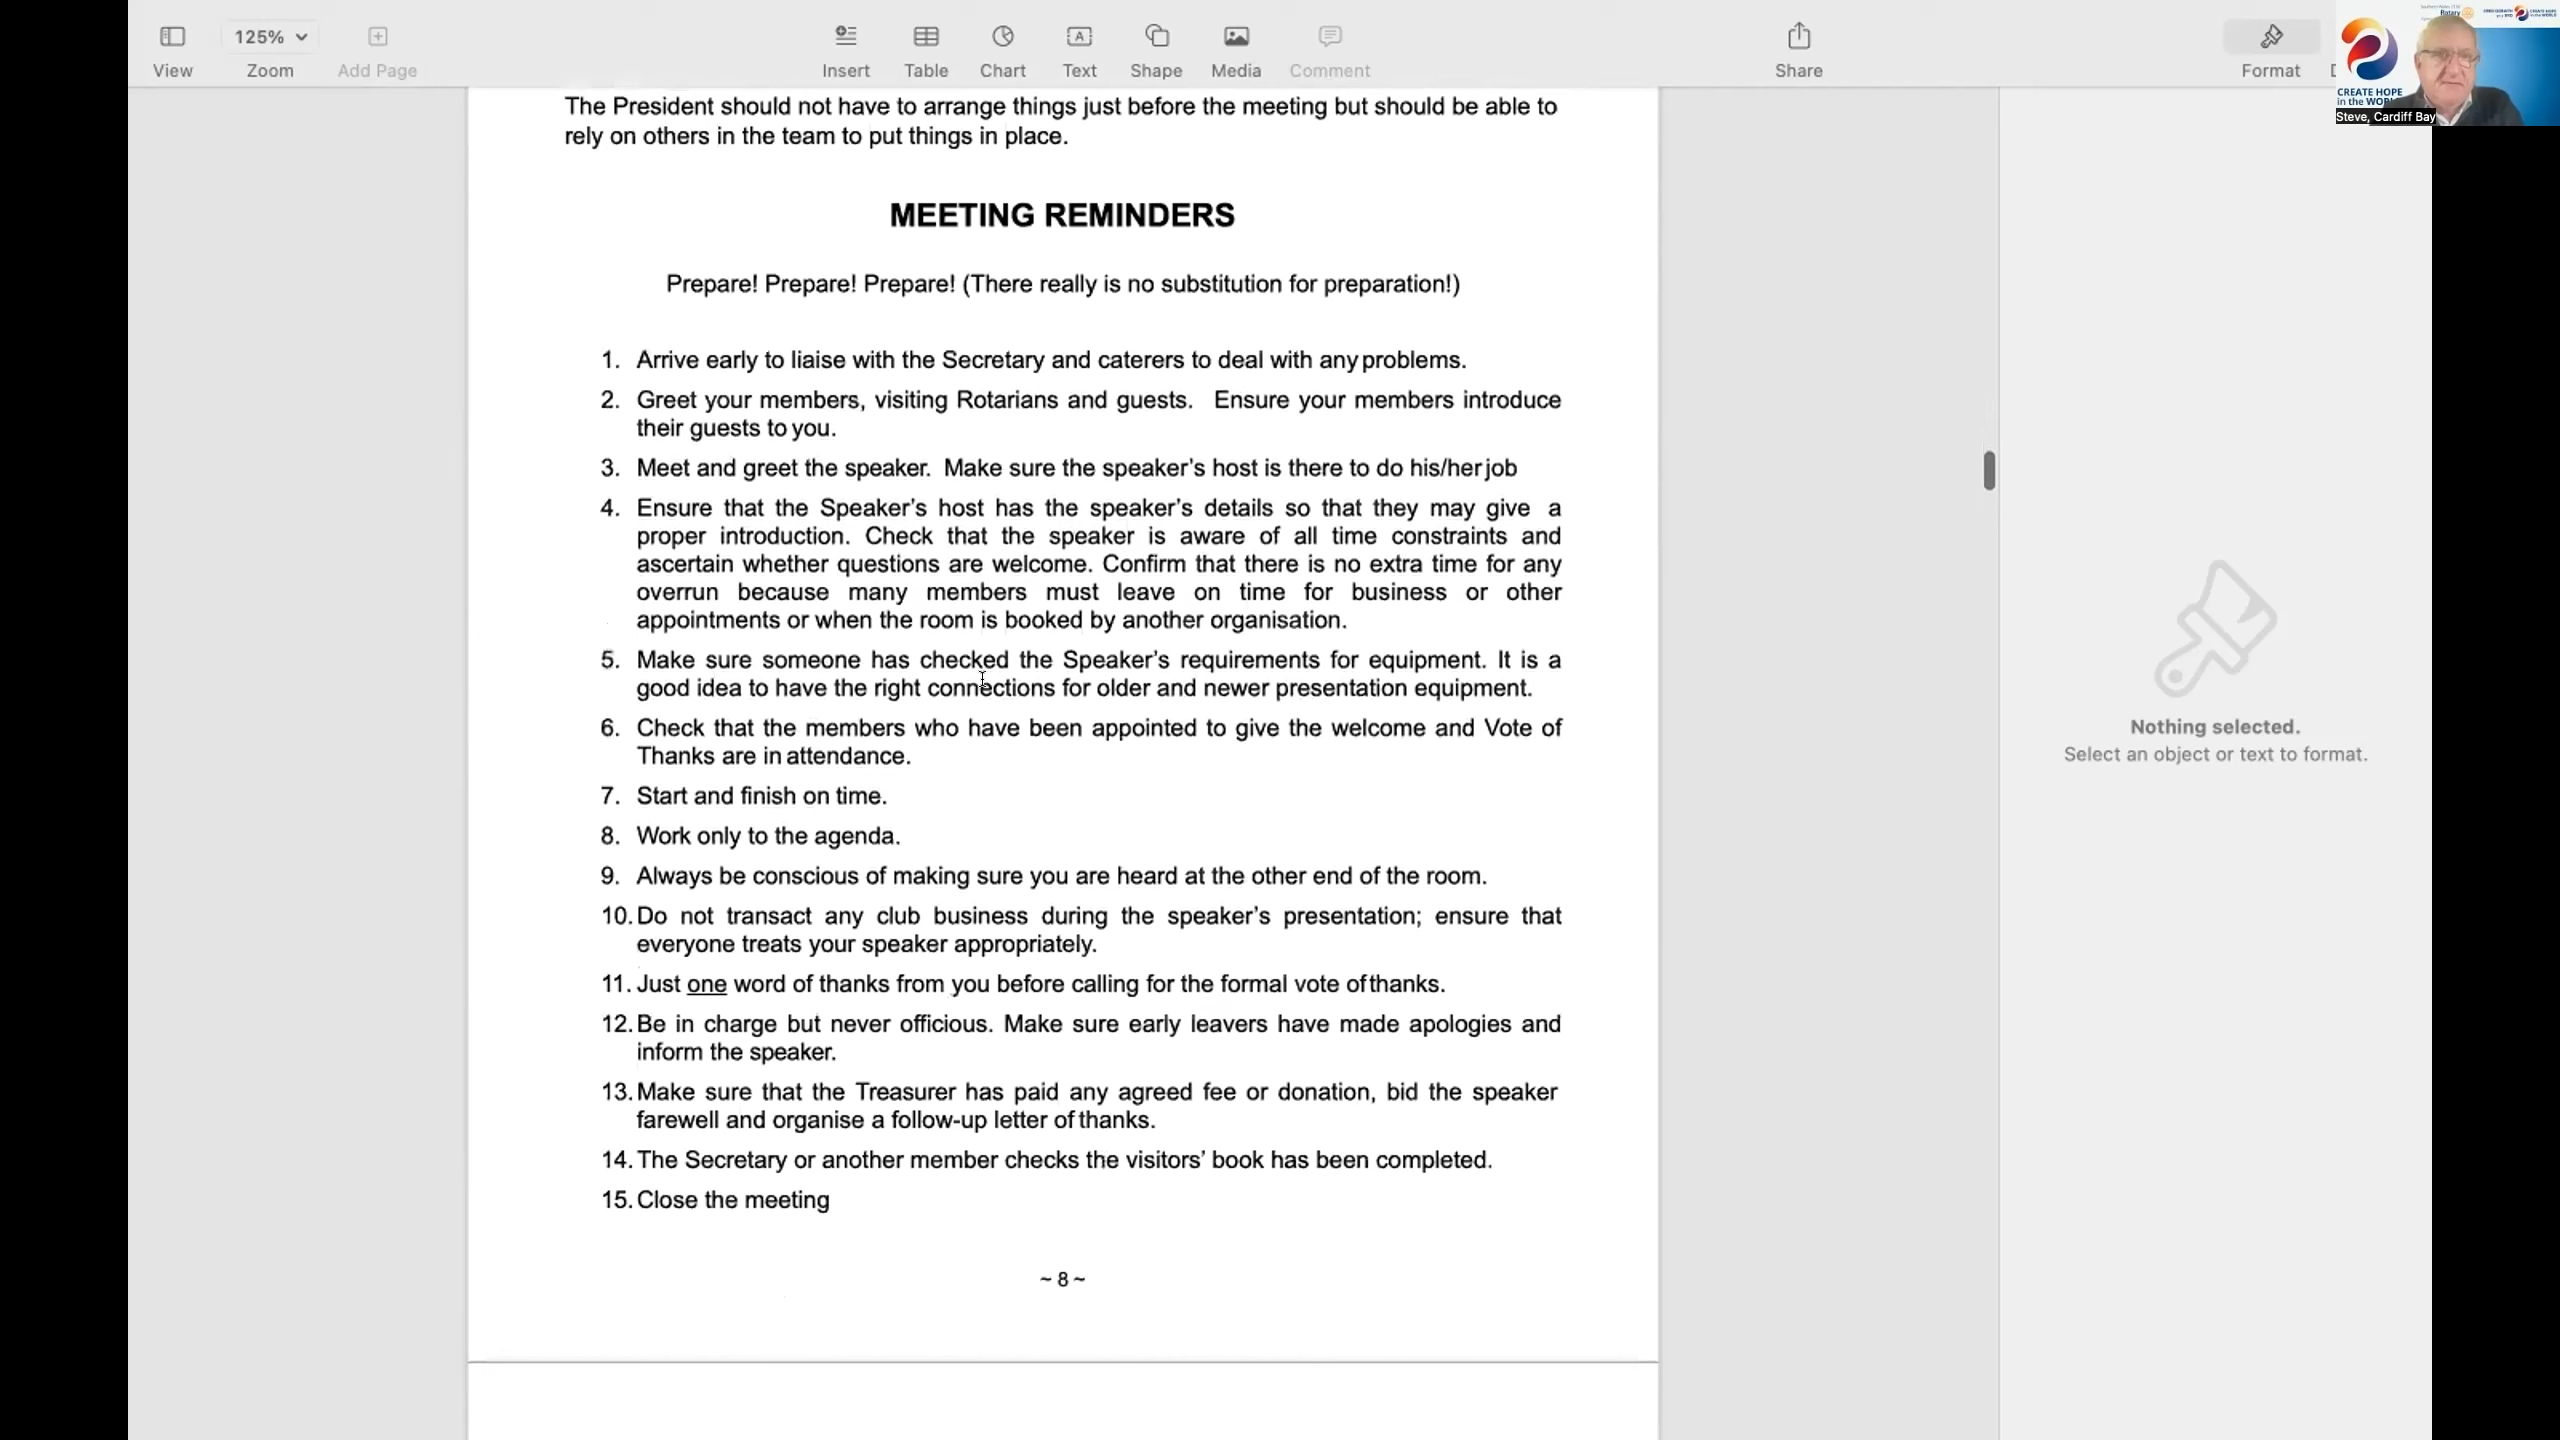 125%
View
Zoom
Add Page
Insert
Table
Chart
Text
Shape
Media
Comment
Share
Format
CREATE HOPE
in the
Steve, Cardiff Bay
Rotary
The President should not have to arrange things just before the meeting but should be able to
rely on others in the team to put things in place.
MEETING REMINDERS
Prepare! Prepare! Prepare! (There really is no substitution for preparation!)
1. Arrive early to liaise with the Secretary and caterers to deal with any problems.
2. Greet your members, visiting Rotarians and guests. Ensure your members introduce
their guests to you.
3. Meet and greet the speaker. Make sure the speaker's host is there to do his/her job
4. Ensure that the Speaker's host has the speaker's details so that they may give a
proper introduction. Check that the speaker is aware of all time constraints and
ascertain whether questions are welcome. Confirm that there is no extra time for any
overrun because many members must leave on time for business or other
appointments or when the room is booked by another organisation.
5. Make sure someone has checked the Speaker's requirements for equipment. It is a
good idea to have the right connections for older and newer presentation equipment.
6. Check that the members who have been appointed to give the welcome and Vote of
Thanks are in attendance.
7. Start and finish on time.
8. Work only to the agenda.
9. Always be conscious of making sure you are heard at the other end of the room.
10. Do not transact any club business during the speaker's presentation; ensure that
everyone treats your speaker appropriately.
11. Just one word of thanks from you before calling for the formal vote of thanks.
12. Be in charge but never officious. Make sure early leavers have made apologies and
inform the speaker.
13. Make sure that the Treasurer has paid any agreed fee or donation, bid the speaker
farewell and organise a follow-up letter of thanks.
14. The Secretary or another member checks the visitors' book has been completed.
15. Close the meeting
~ 8 ~
Nothing selected.
Select an object or text to format.